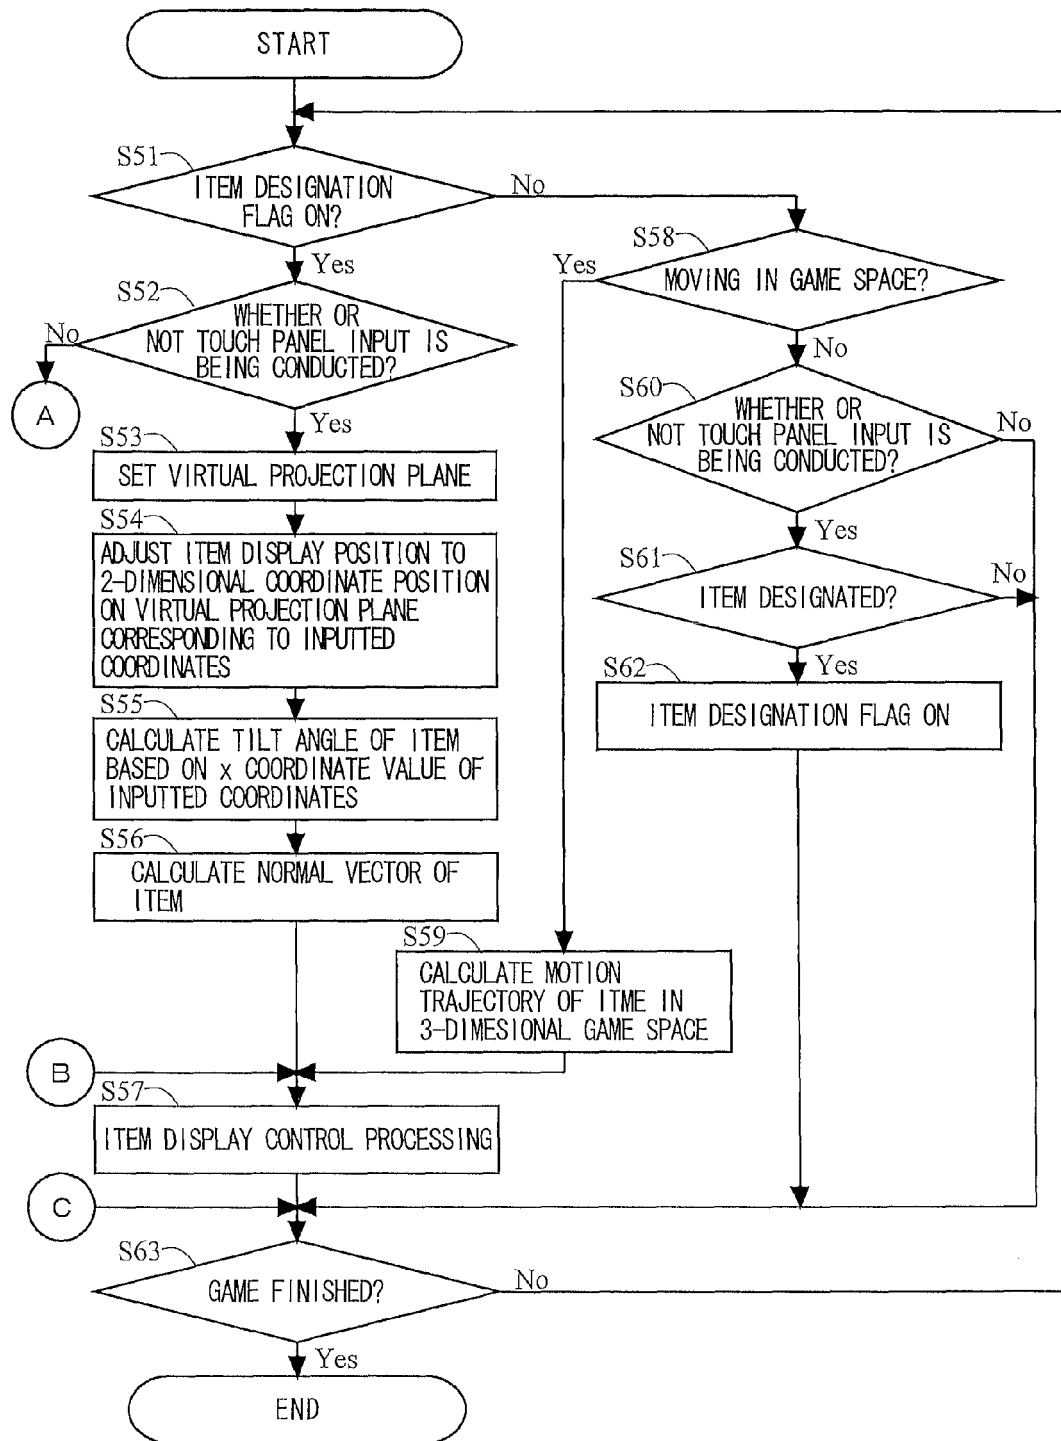 START
S51
ITEM DESIGNATION
FLAG ON?
No
Yes
S58
Yes
MOVING IN GAME SPACE?
No
S52
WHETHER OR
NOT TOUCH PANEL INPUT IS
BEING CONDUCTED?
No
A
Yes
S60
WHETHER OR
NOT TOUCH PANEL INPUT IS
BEING CONDUCTED?
No
Yes
S53
SET VIRTUAL PROJECTION PLANE
S54
ADJUST ITEM DISPLAY POSITION TO
2-DIMENSIONAL COORDINATE POSITION
ON VIRTUAL PROJECTION PLANE
CORRESPONDING TO INPUTTED
COORDINATES
S61
ITEM DESIGNATED?
No
Yes
S62
ITEM DESIGNATION FLAG ON
S55
CALCULATE TILT ANGLE OF ITEM
BASED ON x COORDINATE VALUE OF
INPUTTED COORDINATES
S56
CALCULATE NORMAL VECTOR OF
ITEM
S59
CALCULATE MOTION
TRAJECTORY OF ITME IN
3-DIMESIONAL GAME SPACE
B
S57
ITEM DISPLAY CONTROL PROCESSING
C
S63
GAME FINISHED?
No
Yes
END